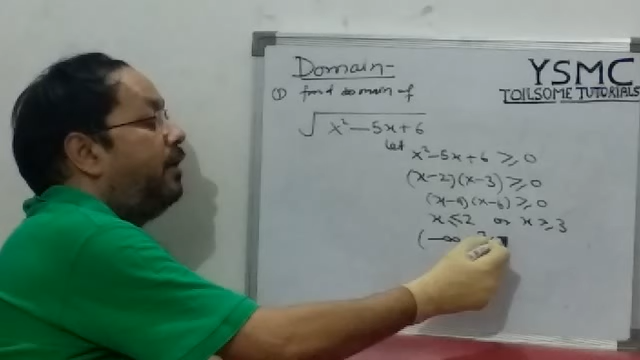 Domain-
① find domain of
√x²-5x+6
let x²-5x+6 ≥ 0
(x-2)(x-3) ≥ 0
(x-a)(x-b) ≥ 0
x ≤ 2 or x ≥ 3
(-∞, 2
YSMC
TOILSOME TUTORIALS